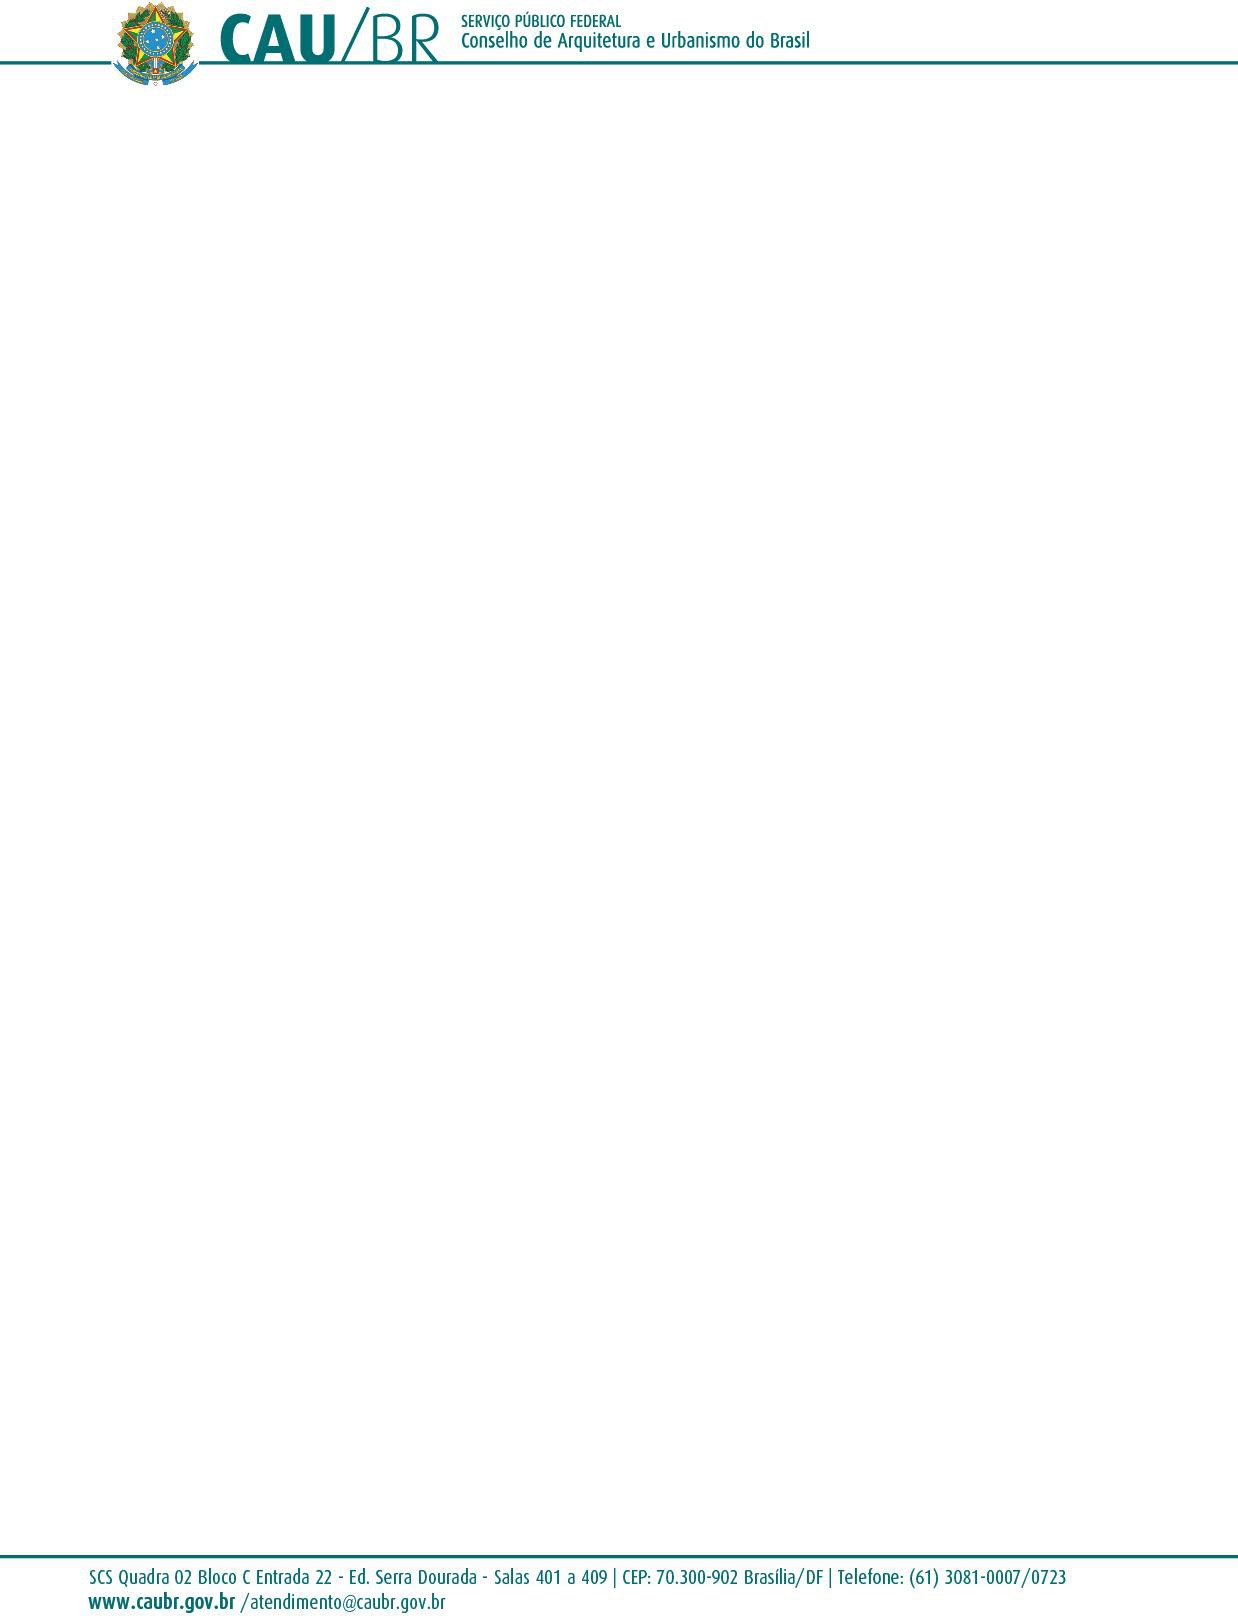 CAU/BR
SERVIÇO PÚBLICO FEDERAL
Conselho de Arquitetura e Urbanismo do Brasil
SCS Quadra 02 Bloco C Entrada 22 - Ed. Serra Dourada - Salas 401 a 409 | CEP: 70.300-902 Brasília/DF | Telefone: (61) 3081-0007/0723
www.caubr.gov.br /atendimento@caubr.gov.br